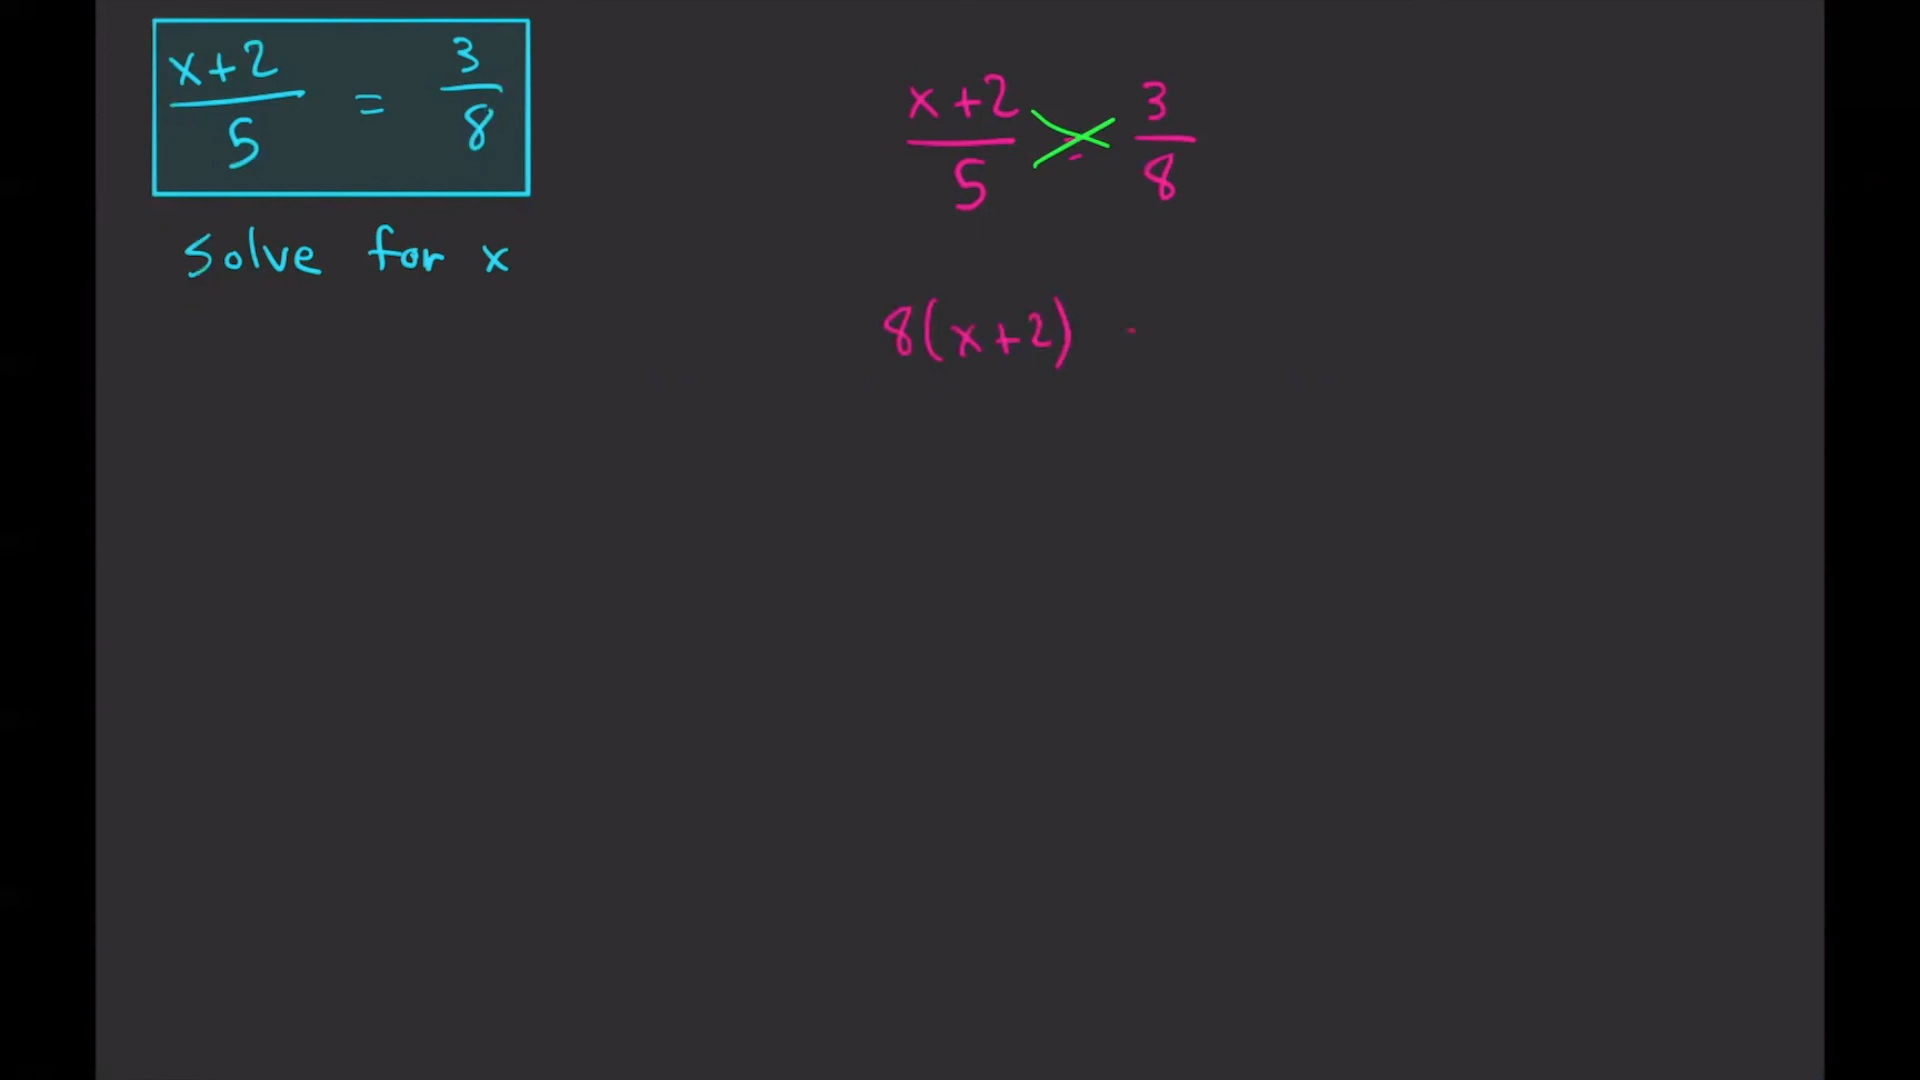 x+2/5 = 3/8
solve for x
x+2/5 = 3/8
8(x+2)